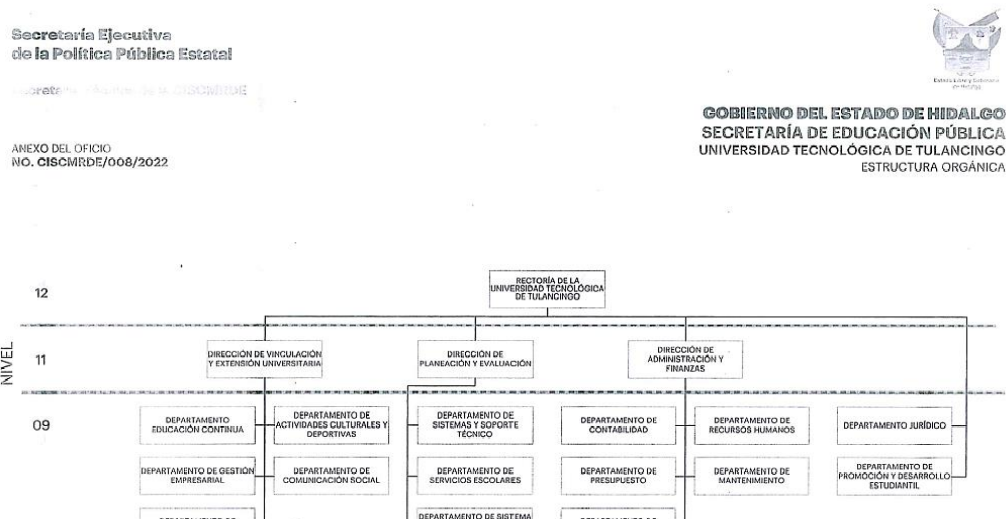 Secretaría Ejecutiva
de la Política Pública Estatal
GOBIERNO DEL ESTADO DE HIDALGO
SECRETARÍA DE EDUCACIÓN PÚBLICA
UNIVERSIDAD TECNOLÓGICA DE TULANCINGO
ESTRUCTURA ORGÁNICA
ANEXO DEL OFICIO
NO. CISCMRDE/008/2022
NIVEL
12
RECTORÍA DE LA
UNIVERSIDAD TECNOLÓGICA
DE TULANCINGO
11
DIRECCIÓN DE VINCULACIÓN
Y EXTENSIÓN UNIVERSITARIA
DIRECCIÓN DE
PLANEACIÓN Y EVALUACIÓN
DIRECCIÓN DE
ADMINISTRACIÓN Y
FINANZAS
09
DEPARTAMENTO
EDUCACIÓN CONTINUA
DEPARTAMENTO DE
ACTIVIDADES CULTURALES Y
DEPORTIVAS
DEPARTAMENTO DE
SISTEMAS Y SOPORTE
TÉCNICO
DEPARTAMENTO DE
CONTABILIDAD
DEPARTAMENTO DE
RECURSOS HUMANOS
DEPARTAMENTO JURÍDICO
DEPARTAMENTO DE GESTIÓN
EMPRESARIAL
DEPARTAMENTO DE
COMUNICACIÓN SOCIAL
DEPARTAMENTO DE
SERVICIOS ESCOLARES
DEPARTAMENTO DE
PRESUPUESTO
DEPARTAMENTO DE
MANTENIMIENTO
DEPARTAMENTO DE
PROMOCIÓN Y DESARROLLO
ESTUDIANTIL
DEPARTAMENTO DE SISTEMA